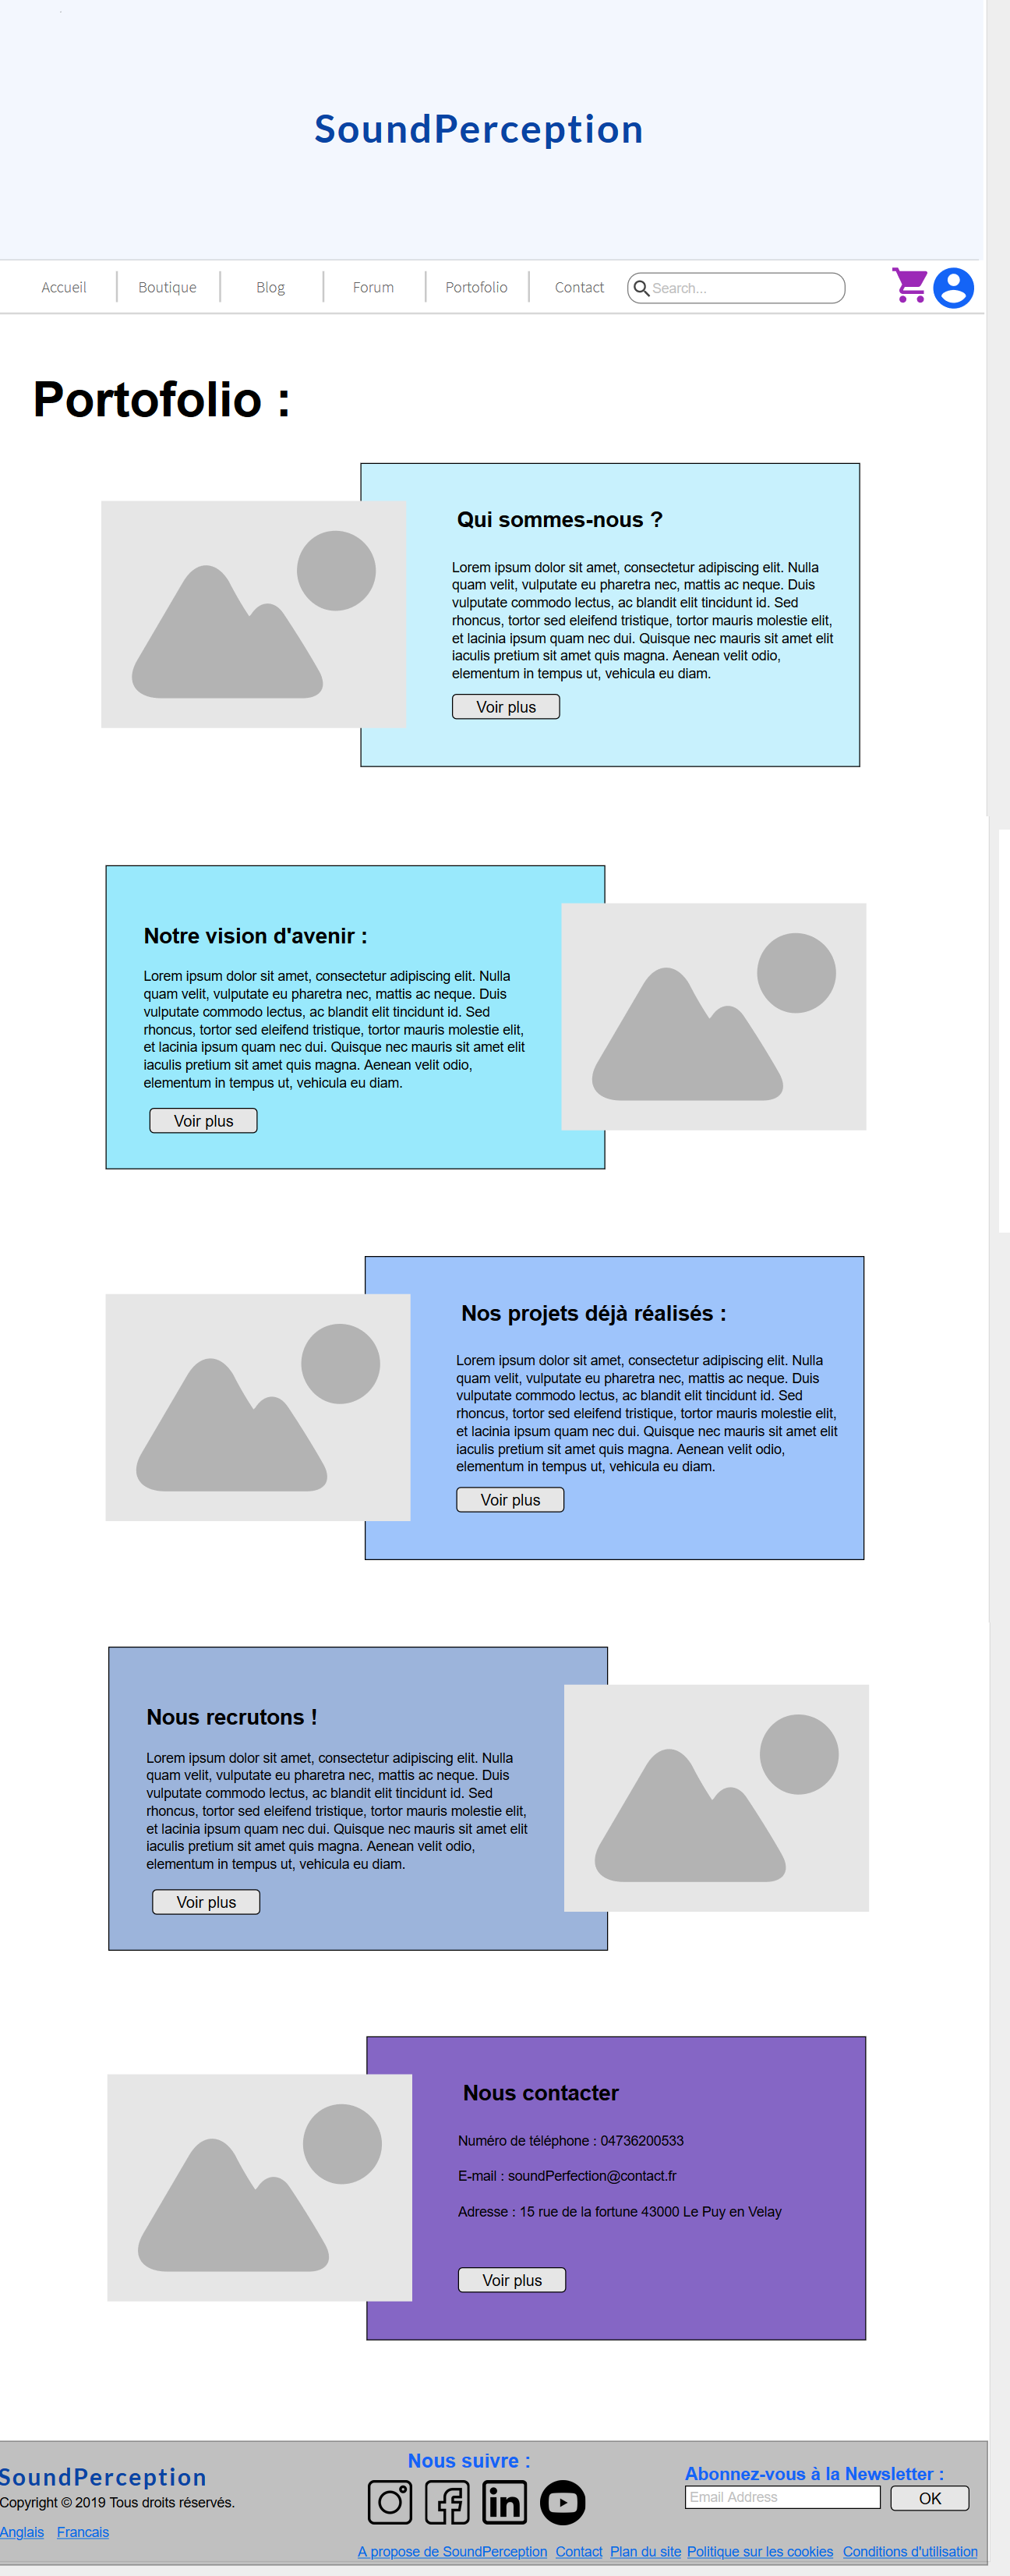 SoundPerception
Accueil Boutique Blog Forum Portofolio Contact Search...
Portofolio :
Qui sommes-nous ?
Lorem ipsum dolor sit amet, consectetur adipiscing elit. Nulla
quam velit, vulputate eu pharetra nec, mattis ac neque. Duis
vulputate commodo lectus, ac blandit elit tincidunt id. Sed
rhoncus, tortor sed eleifend tristique, tortor mauris molestie elit,
et lacinia ipsum quam nec dui. Quisque nec mauris sit amet elit
iaculis pretium sit amet quis magna. Aenean velit odio,
elementum in tempus ut, vehicula eu diam.
Voir plus
Notre vision d'avenir :
Lorem ipsum dolor sit amet, consectetur adipiscing elit. Nulla
quam velit, vulputate eu pharetra nec, mattis ac neque. Duis
vulputate commodo lectus, ac blandit elit tincidunt id. Sed
rhoncus, tortor sed eleifend tristique, tortor mauris molestie elit,
et lacinia ipsum quam nec dui. Quisque nec mauris sit amet elit
iaculis pretium sit amet quis magna. Aenean velit odio,
elementum in tempus ut, vehicula eu diam.
Voir plus
Nos projets déjà réalisés :
Lorem ipsum dolor sit amet, consectetur adipiscing elit. Nulla
quam velit, vulputate eu pharetra nec, mattis ac neque. Duis
vulputate commodo lectus, ac blandit elit tincidunt id. Sed
rhoncus, tortor sed eleifend tristique, tortor mauris molestie elit,
et lacinia ipsum quam nec dui. Quisque nec mauris sit amet elit
iaculis pretium sit amet quis magna. Aenean velit odio,
elementum in tempus ut, vehicula eu diam.
Voir plus
Nous recrutons !
Lorem ipsum dolor sit amet, consectetur adipiscing elit. Nulla
quam velit, vulputate eu pharetra nec, mattis ac neque. Duis
vulputate commodo lectus, ac blandit elit tincidunt id. Sed
rhoncus, tortor sed eleifend tristique, tortor mauris molestie elit,
et lacinia ipsum quam nec dui. Quisque nec mauris sit amet elit
iaculis pretium sit amet quis magna. Aenean velit odio,
elementum in tempus ut, vehicula eu diam.
Voir plus
Nous contacter
Numéro de téléphone : 04736200533
E-mail : soundPerfection@contact.fr
Adresse : 15 rue de la fortune 43000 Le Puy en Velay
Voir plus
SoundPerception
Copyright © 2019 Tous droits réservés.
Anglais Francais
Nous suivre :
in
Abonnez-vous à la Newsletter :
Email Address OK
A propose de SoundPerception Contact Plan du site Politique sur les cookies Conditions d'utilisation